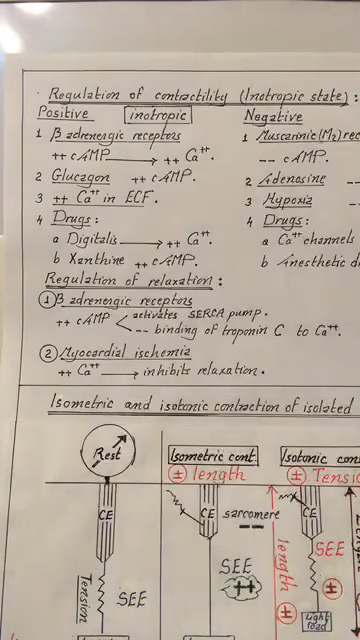 . Regulation of contractility (Inotropic state) :
Positive inotropic Negative
1 β adrenergic receptors
++ cAMP → ++ Ca++.
2 Glucagon ++ cAMP.
3 ++ Ca++ in ECF.
4 Drugs :
a Digitalis → ++ Ca++.
b Xanthine ++ cAMP.
1 Muscarinic (M2) rec
-- cAMP.
2 Adenosine --
3 Hypoxia --
4 Drugs :
a Ca++ channels
b Anesthetic d
Regulation of relaxation :
① β adrenergic receptors
++ cAMP < activates SERCA pump.
-- binding of troponin C to Ca++.
② Myocardial ischemia
++ Ca++ → inhibits relaxation .
Isometric and isotonic contraction of isolated
Rest
CE
Tension
SEE
Isometric cont.
± length
CE
sarcomere
--
SEE
++
Isotonic con
± Tensi
CE
SEE
length
+
+
Light load